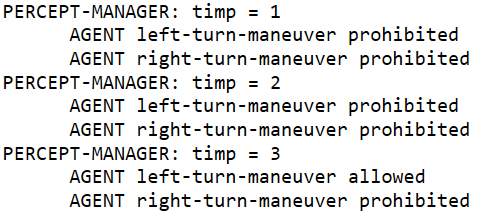 PERCEPT-MANAGER: timp = 1
AGENT left-turn-maneuver prohibited
AGENT right-turn-maneuver prohibited
PERCEPT-MANAGER: timp = 2
AGENT left-turn-maneuver prohibited
AGENT right-turn-maneuver prohibited
PERCEPT-MANAGER: timp = 3
AGENT left-turn-maneuver allowed
AGENT right-turn-maneuver prohibited